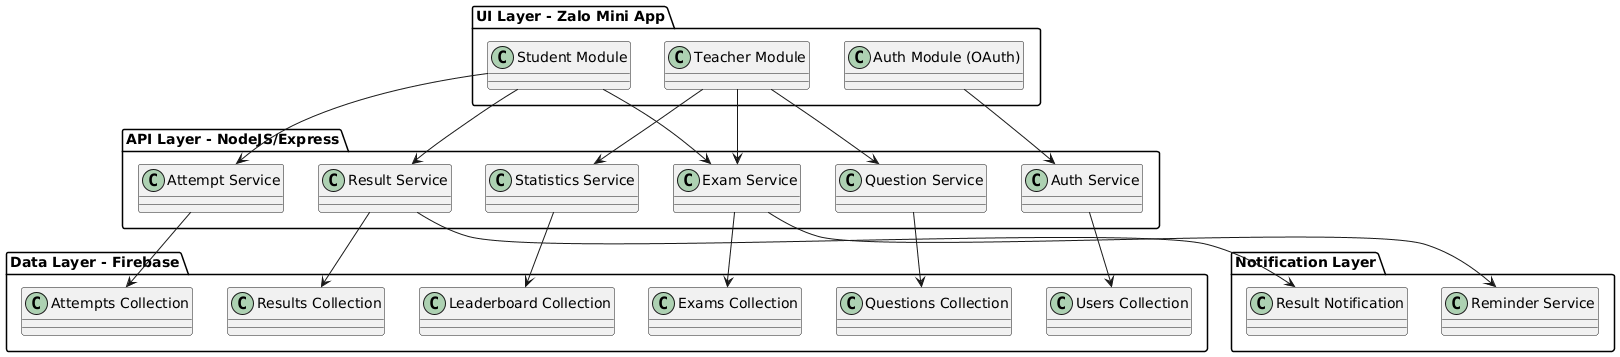 UI Layer - Zalo Mini App
C Student Module
C Teacher Module
C Auth Module (OAuth)
API Layer - NodeJS/Express
C Attempt Service
C Result Service
C Statistics Service
C Exam Service
C Question Service
C Auth Service
Data Layer - Firebase
Notification Layer
C Attempts Collection
C Results Collection
C Leaderboard Collection
C Exams Collection
C Questions Collection
C Users Collection
C Result Notification
C Reminder Service